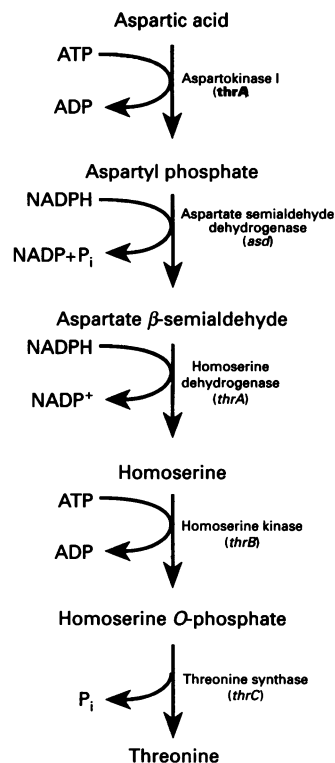 Aspartic acid
ATP
Aspartokinase I
(thrA)
ADP
Aspartyl phosphate
NADPH
Aspartate semialdehyde
dehydrogenase
(asd)
NADP+Pi
Aspartate β-semialdehyde
NADPH
Homoserine
dehydrogenase
(thrA)
NADP+
Homoserine
ATP
Homoserine kinase
(thrB)
ADP
Homoserine O-phosphate
Threonine synthase
(thrC)
Pi
Threonine